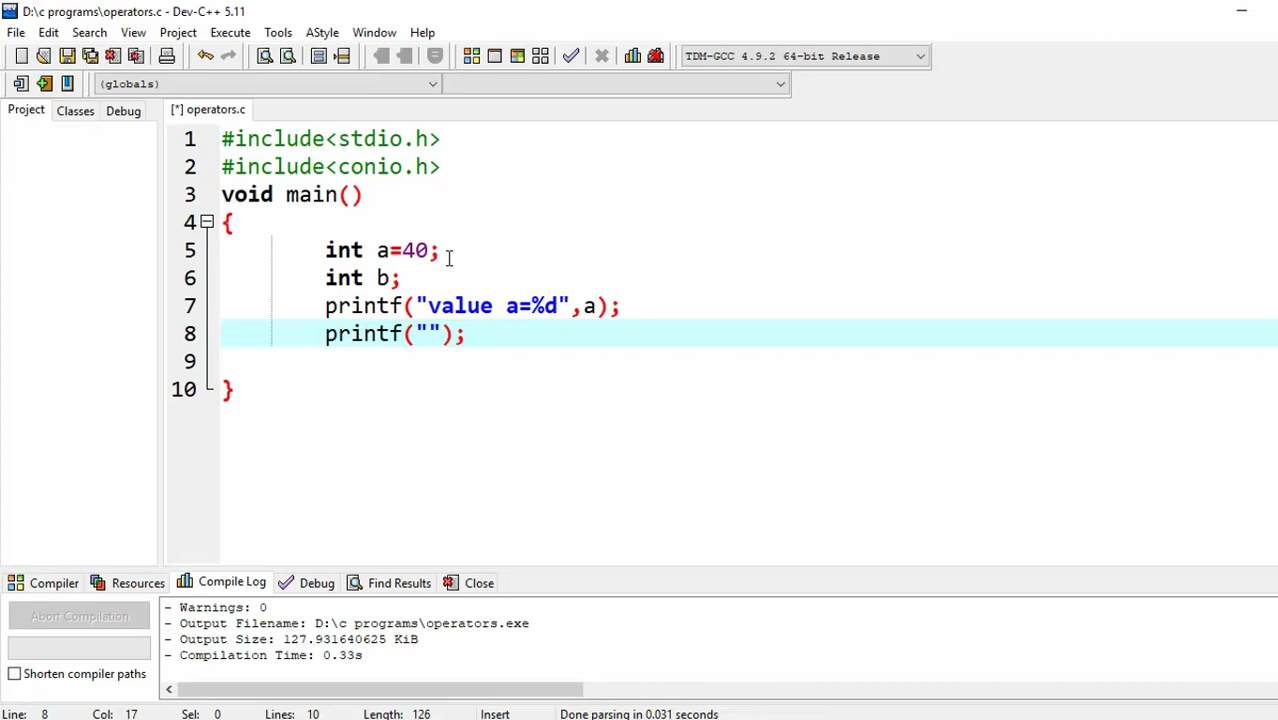 D:\c programs\operators.c - Dev-C++ 5.11
File Edit Search View Project Execute Tools AStyle Window Help
TDM-GCC 4.9.2 64-bit Release
(globals)
Project Classes Debug [*] operators.c
1 #include<stdio.h>
2 #include<conio.h>
3 void main()
4 {
5 int a=40;
6 int b;
7 printf("value a=%d",a);
8 printf("");
9
10 }
Compiler Resources Compile Log Debug Find Results Close
Abort Compilation
Shorten compiler paths
- Warnings: 0
- Output Filename: D:\c programs\operators.exe
- Output Size: 127.931640625 KiB
- Compilation Time: 0.33s
Line: 8 Col: 17 Sel: 0 Lines: 10 Length: 126 Insert Done parsing in 0.031 seconds